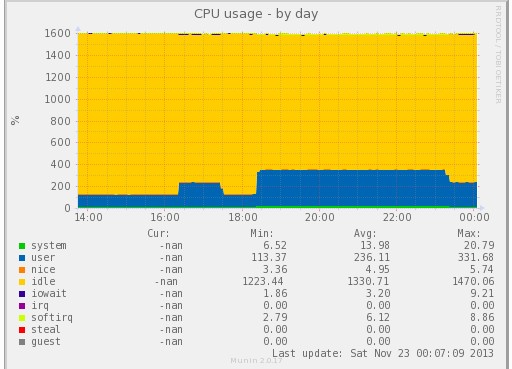 CPU usage - by day
RRDTOOL / TOBI OETIKER
%
1600
1400
1200
1000
800
600
400
200
0
14:00 16:00 18:00 20:00 22:00 00:00
Cur: Min: Avg: Max:
system -nan 6.52 13.98 20.79
user -nan 113.37 236.11 331.68
nice -nan 3.36 4.95 5.74
idle -nan 1223.44 1330.71 1470.06
iowait -nan 1.86 3.20 9.21
irq -nan 0.00 0.00 0.00
softirq -nan 2.79 6.12 8.86
steal -nan 0.00 0.00 0.00
guest -nan 0.00 0.00 0.00
Last update: Sat Nov 23 00:07:09 2013
Munin 2.0.17